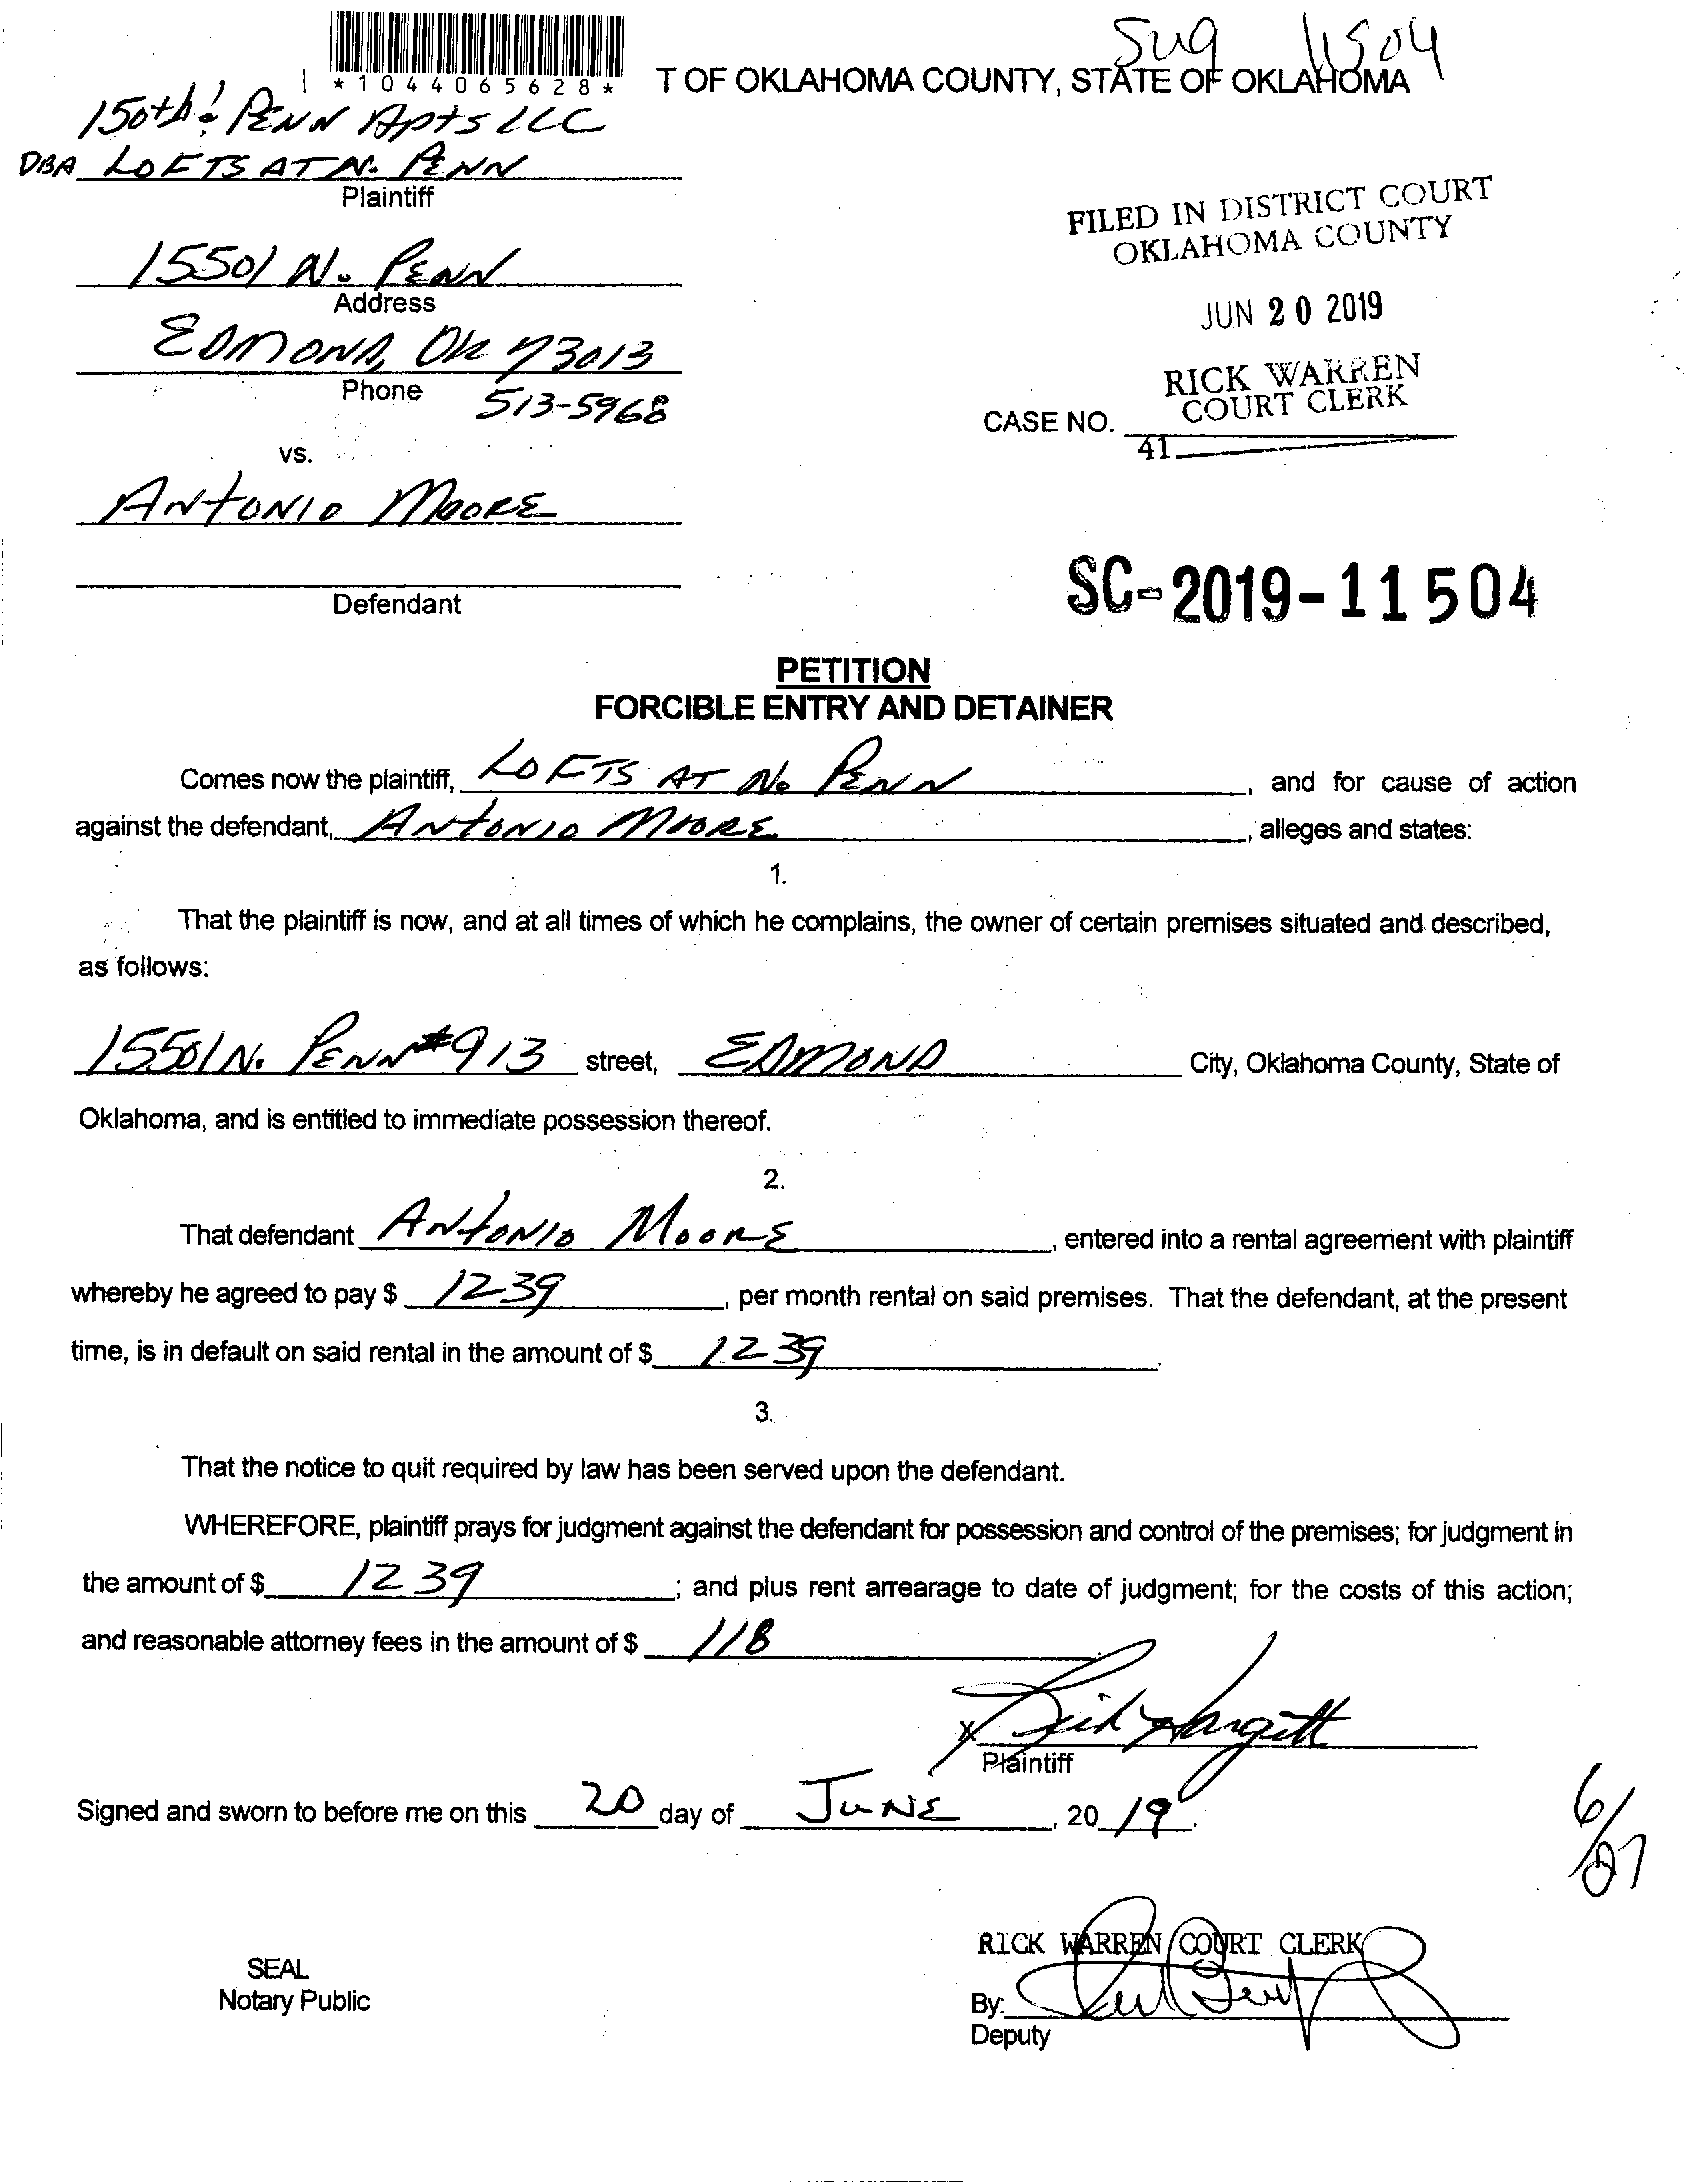 Sug 11504
*1044065628*
T OF OKLAHOMA COUNTY, STATE OF OKLAHOMA
150th & PENN Apts LLC
DBA LOFTS AT N. PENN
Plaintiff
FILED IN DISTRICT COURT
OKLAHOMA COUNTY
15501 N. PENN
Address
JUN 20 2019
EDMOND, OK 73013
Phone 513-5968
RICK WARREN
COURT CLERK
CASE NO.
41
vs.
ANTONIO MOORE
Defendant
SC-2019-11504
PETITION
FORCIBLE ENTRY AND DETAINER
Comes now the plaintiff, LOFTS AT No PENN, and for cause of action
against the defendant, ANTONIO MOORE, alleges and states:
1.
That the plaintiff is now, and at all times of which he complains, the owner of certain premises situated and described,
as follows:
15501 N. PENN #913 street, EDMOND City, Oklahoma County, State of
Oklahoma, and is entitled to immediate possession thereof.
2.
That defendant ANTONIO MOORE, entered into a rental agreement with plaintiff
whereby he agreed to pay $ 1239, per month rental on said premises. That the defendant, at the present
time, is in default on said rental in the amount of $ 1239.
3.
That the notice to quit required by law has been served upon the defendant.
WHEREFORE, plaintiff prays for judgment against the defendant for possession and control of the premises; for judgment in
the amount of $ 1239; and plus rent arrearage to date of judgment; for the costs of this action;
and reasonable attorney fees in the amount of $ 118
X
Plaintiff
Signed and sworn to before me on this 20 day of JUNE, 2019.
6/27
RICK WARREN COURT CLERK
SEAL
Notary Public
By:
Deputy